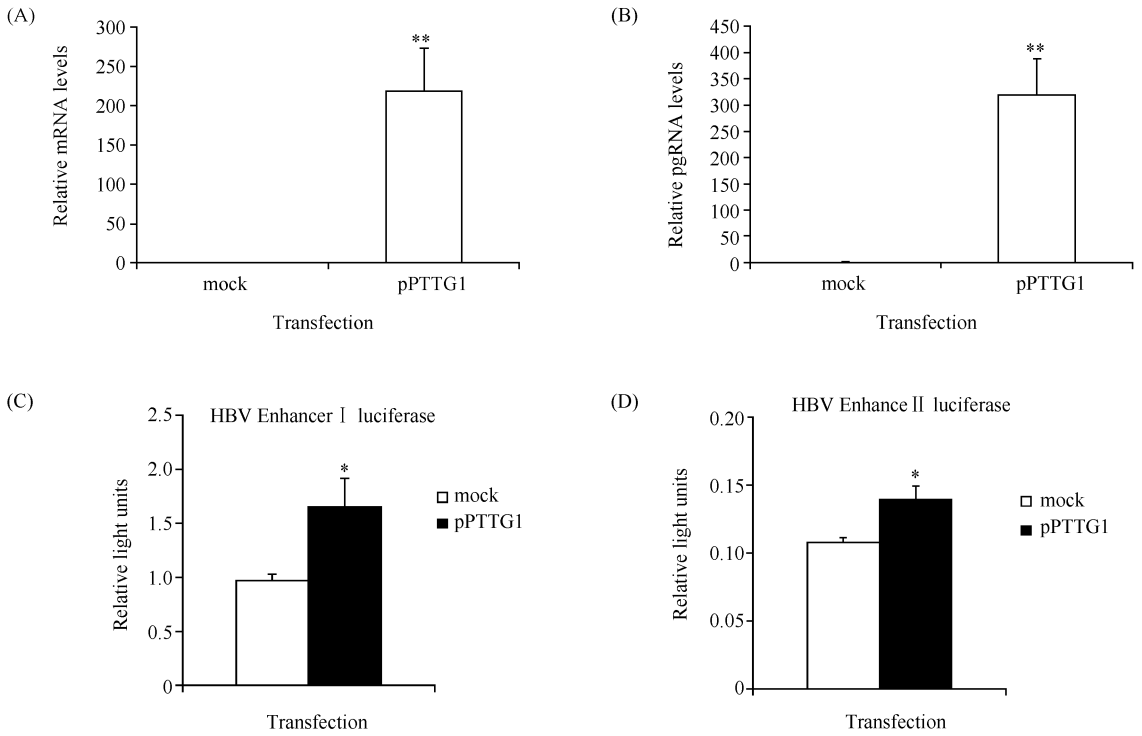 (A)
Relative mRNA levels
300
250
200
150
100
50
0
**
mock
pPTTG1
Transfection
(B)
Relative pgRNA levels
450
400
350
300
250
200
150
100
50
0
**
mock
pPTTG1
Transfection
(C)
HBV Enhancer Ⅰ luciferase
Relative light units
2.5
2.0
1.5
1.0
0.5
0
*
mock
pPTTG1
Transfection
(D)
HBV Enhance Ⅱ luciferase
Relative light units
0.20
0.15
0.10
0.05
0
*
mock
pPTTG1
Transfection